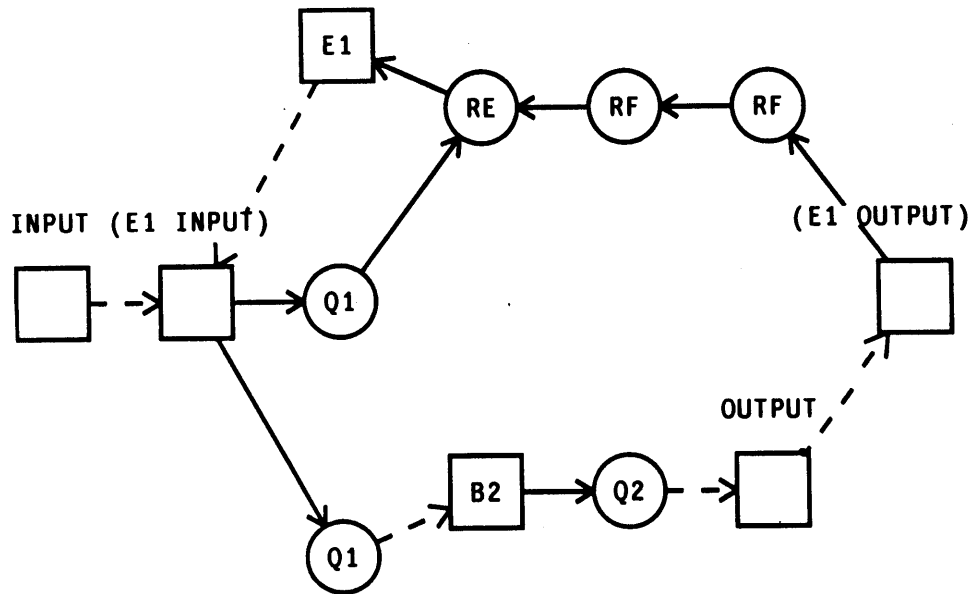 E1
RE RF RF
INPUT (E1 INPUT) (E1 OUTPUT)
Q1
OUTPUT
B2 Q2
Q1